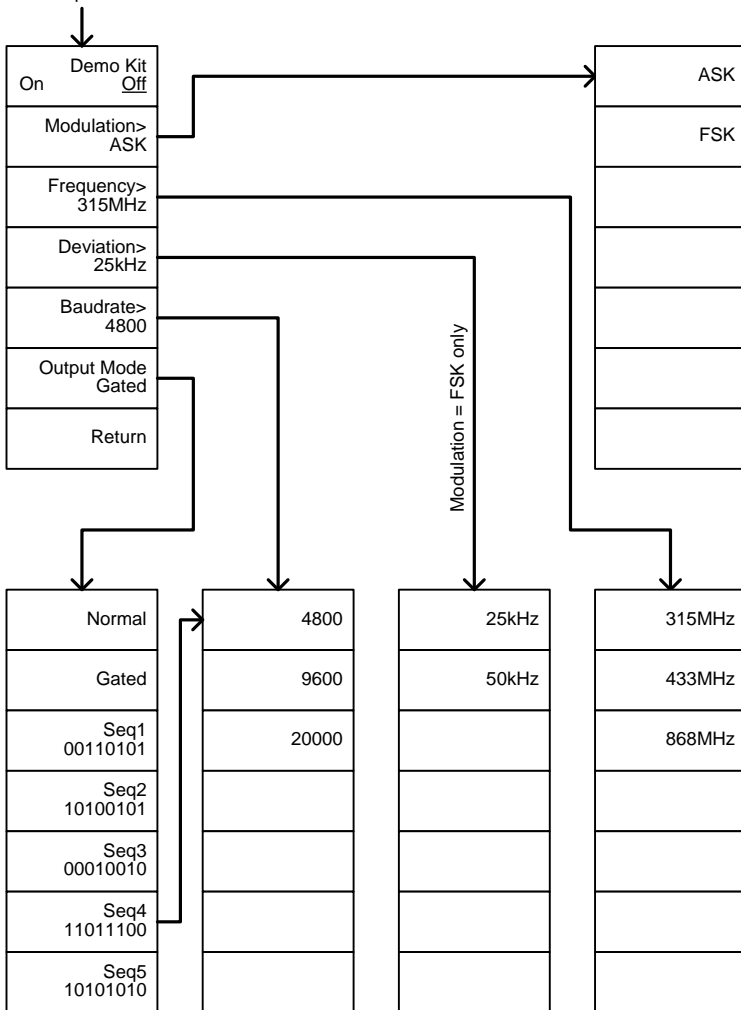 Demo Kit
On Off
Modulation>
ASK
Frequency>
315MHz
Deviation>
25kHz
Baudrate>
4800
Output Mode
Gated
Return
ASK
FSK
Modulation = FSK only
Normal
Gated
Seq1
00110101
Seq2
10100101
Seq3
00010010
Seq4
11011100
Seq5
10101010
4800
9600
20000
25kHz
50kHz
315MHz
433MHz
868MHz